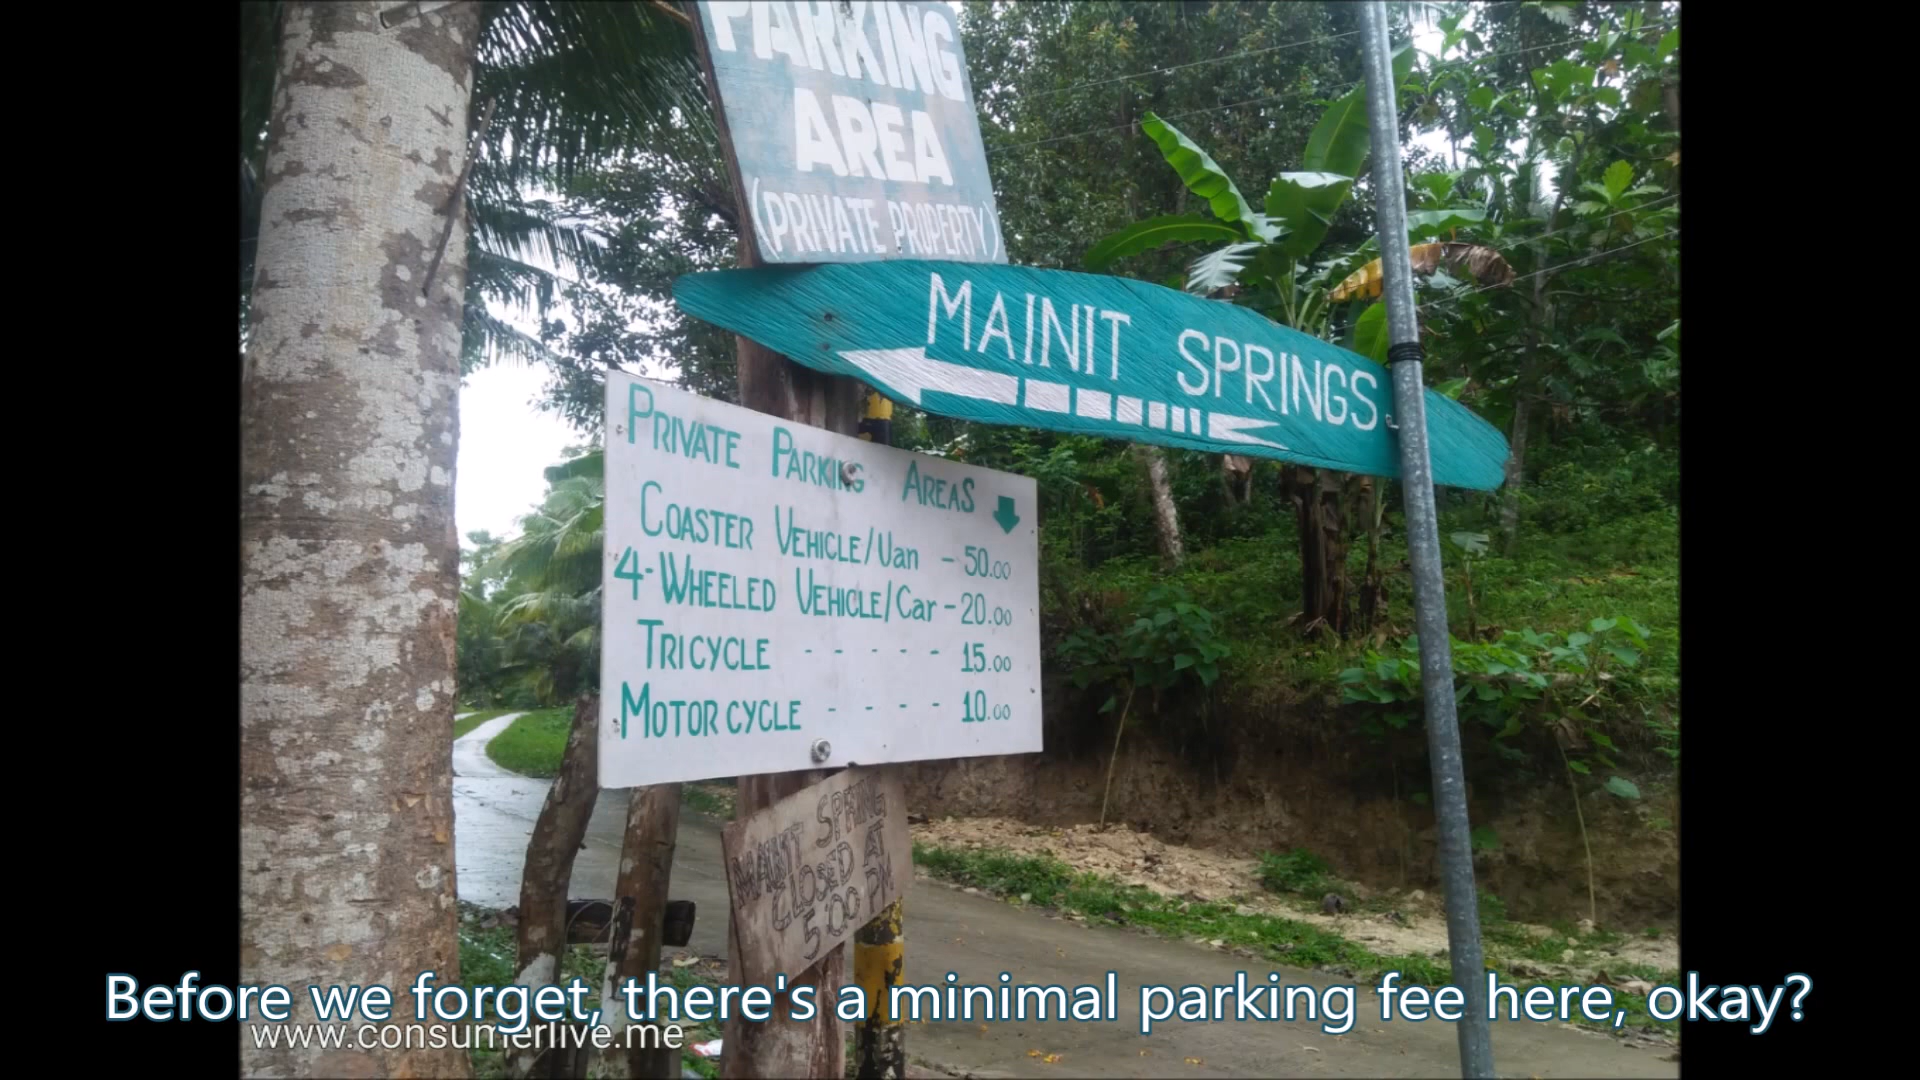 PARKING
AREA
(PRIVATE PROPERTY)
MAINIT SPRINGS
PRIVATE PARKING AREAS
COASTER VEHICLE/Van - 50.00
4-WHEELED VEHICLE/Car - 20.00
TRICYCLE - - - - - 15.00
MOTORCYCLE - - - - 10.00
MAINIT SPRING
CLOSED AT
5:00 PM
Before we forget, there's a minimal parking fee here, okay?
www.consumerlive.me